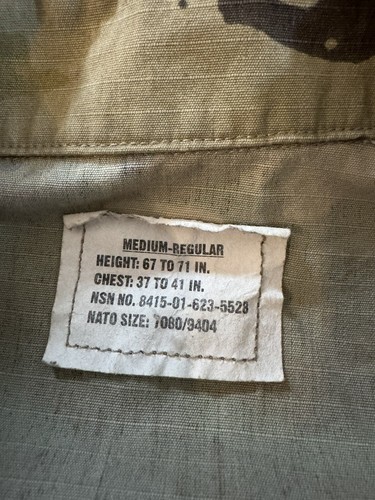 MEDIUM-REGULAR
HEIGHT: 67 TO 71 IN.
CHEST: 37 TO 41 IN.
NSN NO. 8415-01-623-5528
NATO SIZE: 7080/9404